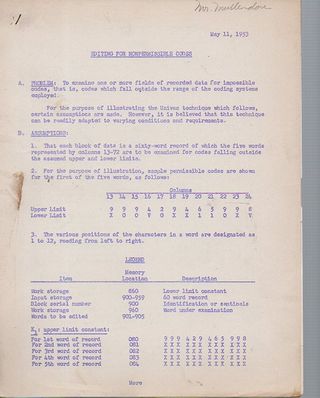 Mr. Mullendore
May 11, 1953
EDITING FOR NONPERMISSIBLE CODES
A. PROBLEM: To examine one or more fields of recorded data for impossible
codes, that is, codes which fall outside the range of the coding systems
employed.
For the purpose of illustrating the Univac technique which follows,
certain assumptions are made. However, it is believed that this technique
can be readily adapted to varying conditions and requirements.
B. ASSUMPTIONS:
1. That each block of data is a sixty-word record of which the five words
represented by columns 13-72 are to be examined for codes falling outside
the assumed upper and lower limits.
2. For the purpose of illustration, sample permissible codes are shown
for the first of the five words, as follows:
Columns
13 14 15 16 17 18 19 20 21 22 23 24
Upper Limit 9 9 9 4 2 9 4 6 5 9 9 8
Lower Limit X 0 0 V 0 X X 1 1 0 X V
3. The various positions of the characters in a word are designated as
1 to 12, reading from left to right.
LEGEND
Item Memory Location Description
Work storage 860 Lower limit constant
Input storage 900-959 60 word record
Block serial number 900 Identification or sentinels
Work storage 960 Word under examination
Words to be edited 901-905
K1: upper limit constant:
For 1st word of record 080 9 9 9 4 2 9 4 6 5 9 9 8
For 2nd word of record 081 X X X X X X X X X X X X
For 3rd word of record 082 X X X X X X X X X X X X
For 4th word of record 083 X X X X X X X X X X X X
For 5th word of record 084 X X X X X X X X X X X X
More